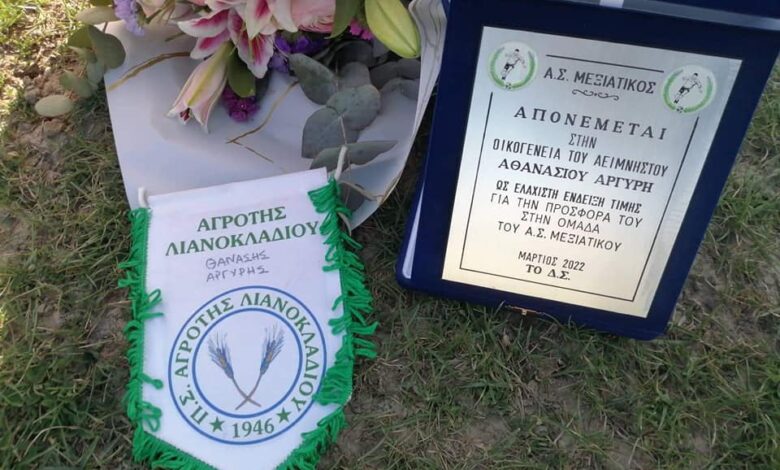 ΑΓΡΟΤΗΣ
ΛΙΑΝΟΚΛΑΔΙΟΥ
ΘΑΝΑΣΗΣ
ΑΡΓΥΡΗΣ
Π.Σ. ΑΓΡΟΤΗΣ ΛΙΑΝΟΚΛΑΔΙΟΥ
★ 1946 ★
Α.Σ. ΜΕΞΙΑΤΙΚΟΣ
ΑΠΟΝΕΜΕΤΑΙ
ΣΤΗΝ
ΟΙΚΟΓΕΝΕΙΑ ΤΟΥ ΑΕΙΜΝΗΣΤΟΥ
ΑΘΑΝΑΣΙΟΥ ΑΡΓΥΡΗ
ΩΣ ΕΛΑΧΙΣΤΗ ΕΝΔΕΙΞΗ ΤΙΜΗΣ
ΓΙΑ ΤΗΝ ΠΡΟΣΦΟΡΑ ΤΟΥ
ΣΤΗΝ ΟΜΑΔΑ
ΤΟΥ Α.Σ. ΜΕΞΙΑΤΙΚΟΥ
ΜΑΡΤΙΟΣ 2022
ΤΟ Δ.Σ.